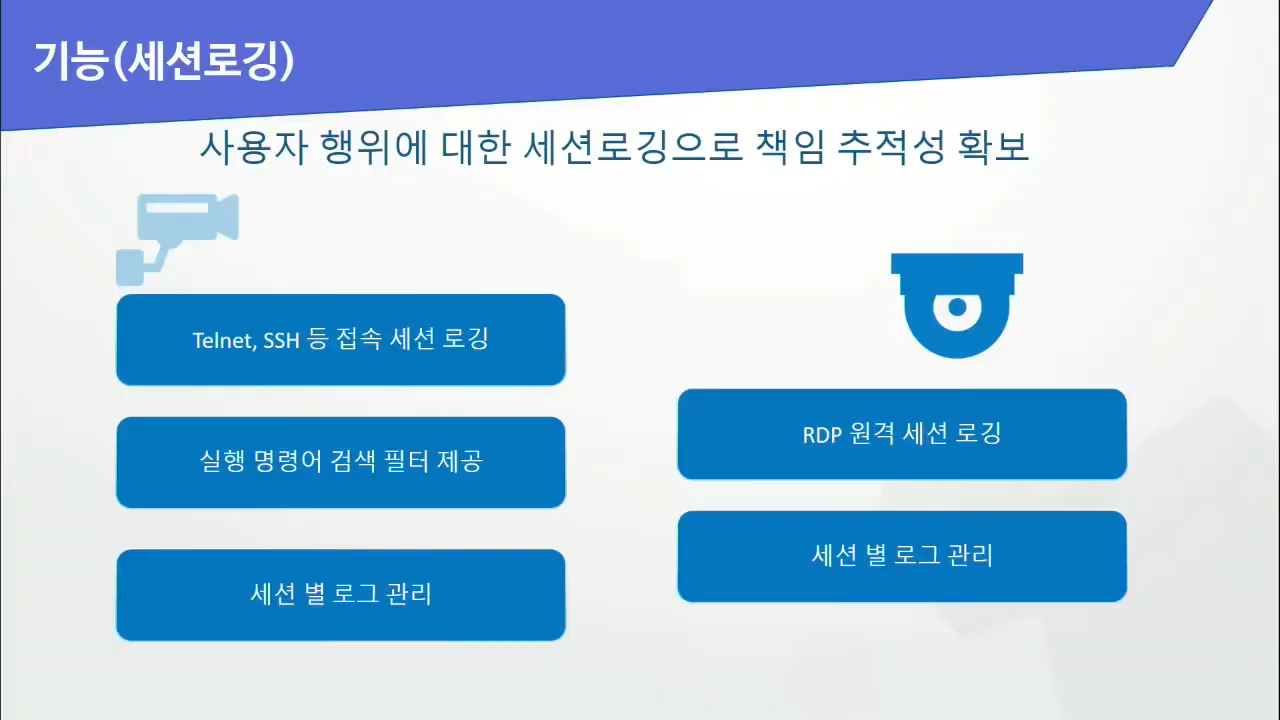 기능(세션로깅)
사용자 행위에 대한 세션로깅으로 책임 추적성 확보
Telnet, SSH 등 접속 세션 로깅
실행 명령어 검색 필터 제공
세션 별 로그 관리
RDP 원격 세션 로깅
세션 별 로그 관리